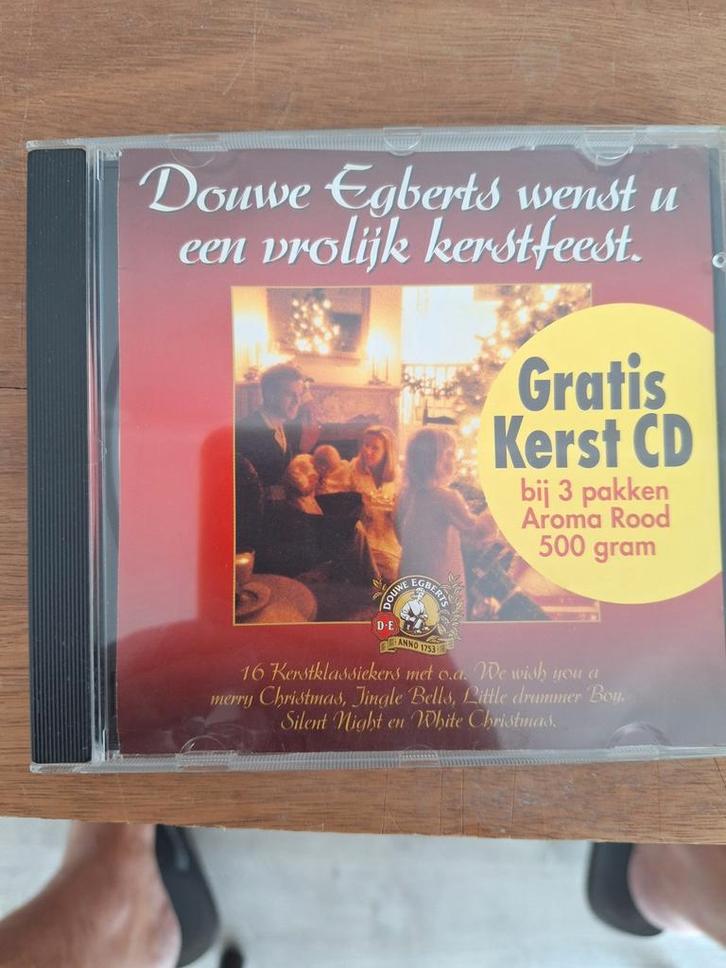 Douwe Egberts wenst u
een vrolijk kerstfeest.
Gratis
Kerst CD
bij 3 pakken
Aroma Rood
500 gram
DOUWE EGBERTS
D·E
ANNO 1753
16 Kerstklassiekers met o.a. We wish you a
merry Christmas, Jingle Bells, Little drummer Boy.
Silent Night en White Christmas.